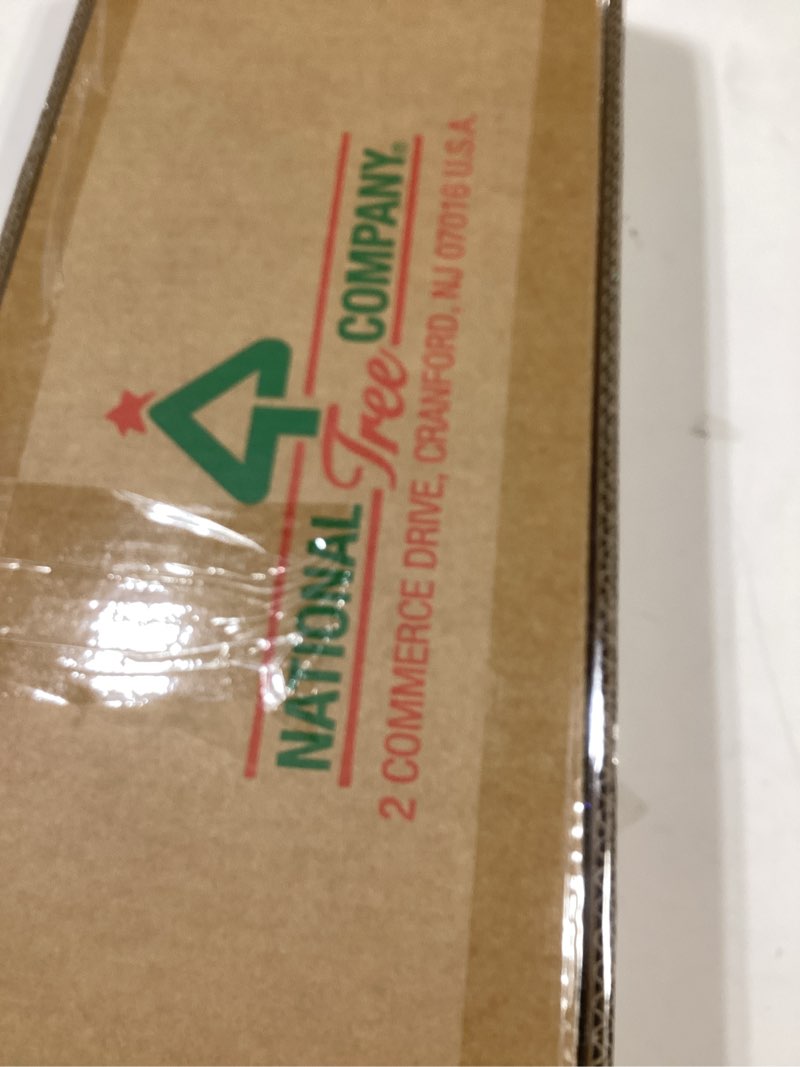 NATIONAL Tree COMPANY®
2 COMMERCE DRIVE, CRANFORD, NJ 07016 U.S.A.